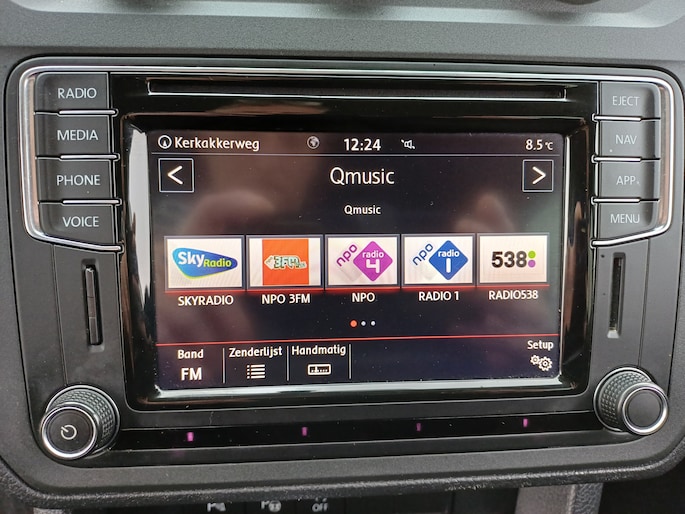 RADIO
MEDIA
PHONE
VOICE
EJECT
NAV
APP
MENU
Kerkakkerweg 12:24 8.5 °C
< Qmusic >
Qmusic
Sky Radio
3FM
npo radio 4
npo radio 1
538
SKYRADIO NPO 3FM NPO RADIO 1 RADIO538
Band Zenderlijst Handmatig Setup
FM
OFF